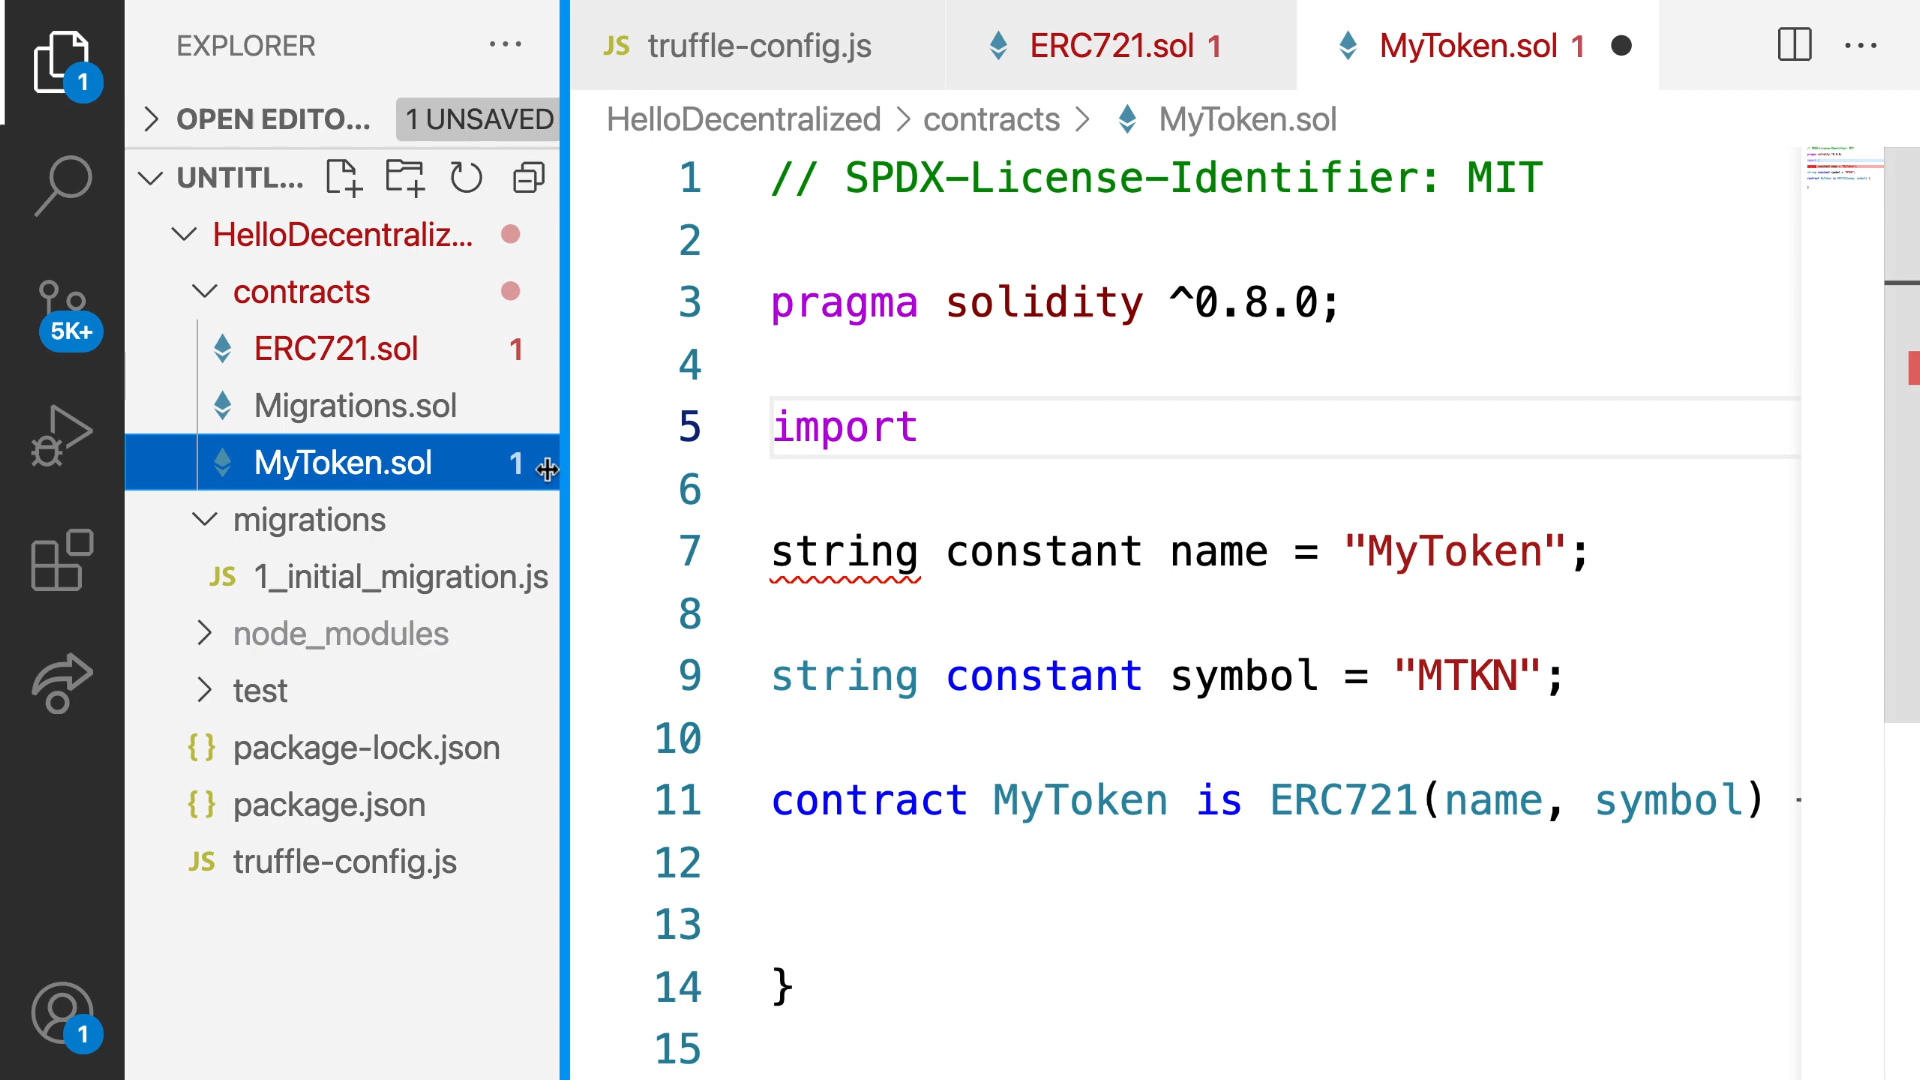 EXPLORER
1
OPEN EDITO...
1 UNSAVED
UNTITL...
HelloDecentraliz...
contracts
ERC721.sol 1
Migrations.sol
MyToken.sol 1
migrations
JS 1_initial_migration.js
node_modules
test
{} package-lock.json
{} package.json
JS truffle-config.js
5K+
1
JS truffle-config.js
ERC721.sol 1
MyToken.sol 1
HelloDecentralized > contracts > MyToken.sol
1 // SPDX-License-Identifier: MIT
2
3 pragma solidity ^0.8.0;
4
5 import
6
7 string constant name = "MyToken";
8
9 string constant symbol = "MTKN";
10
11 contract MyToken is ERC721(name, symbol)
12
13
14 }
15